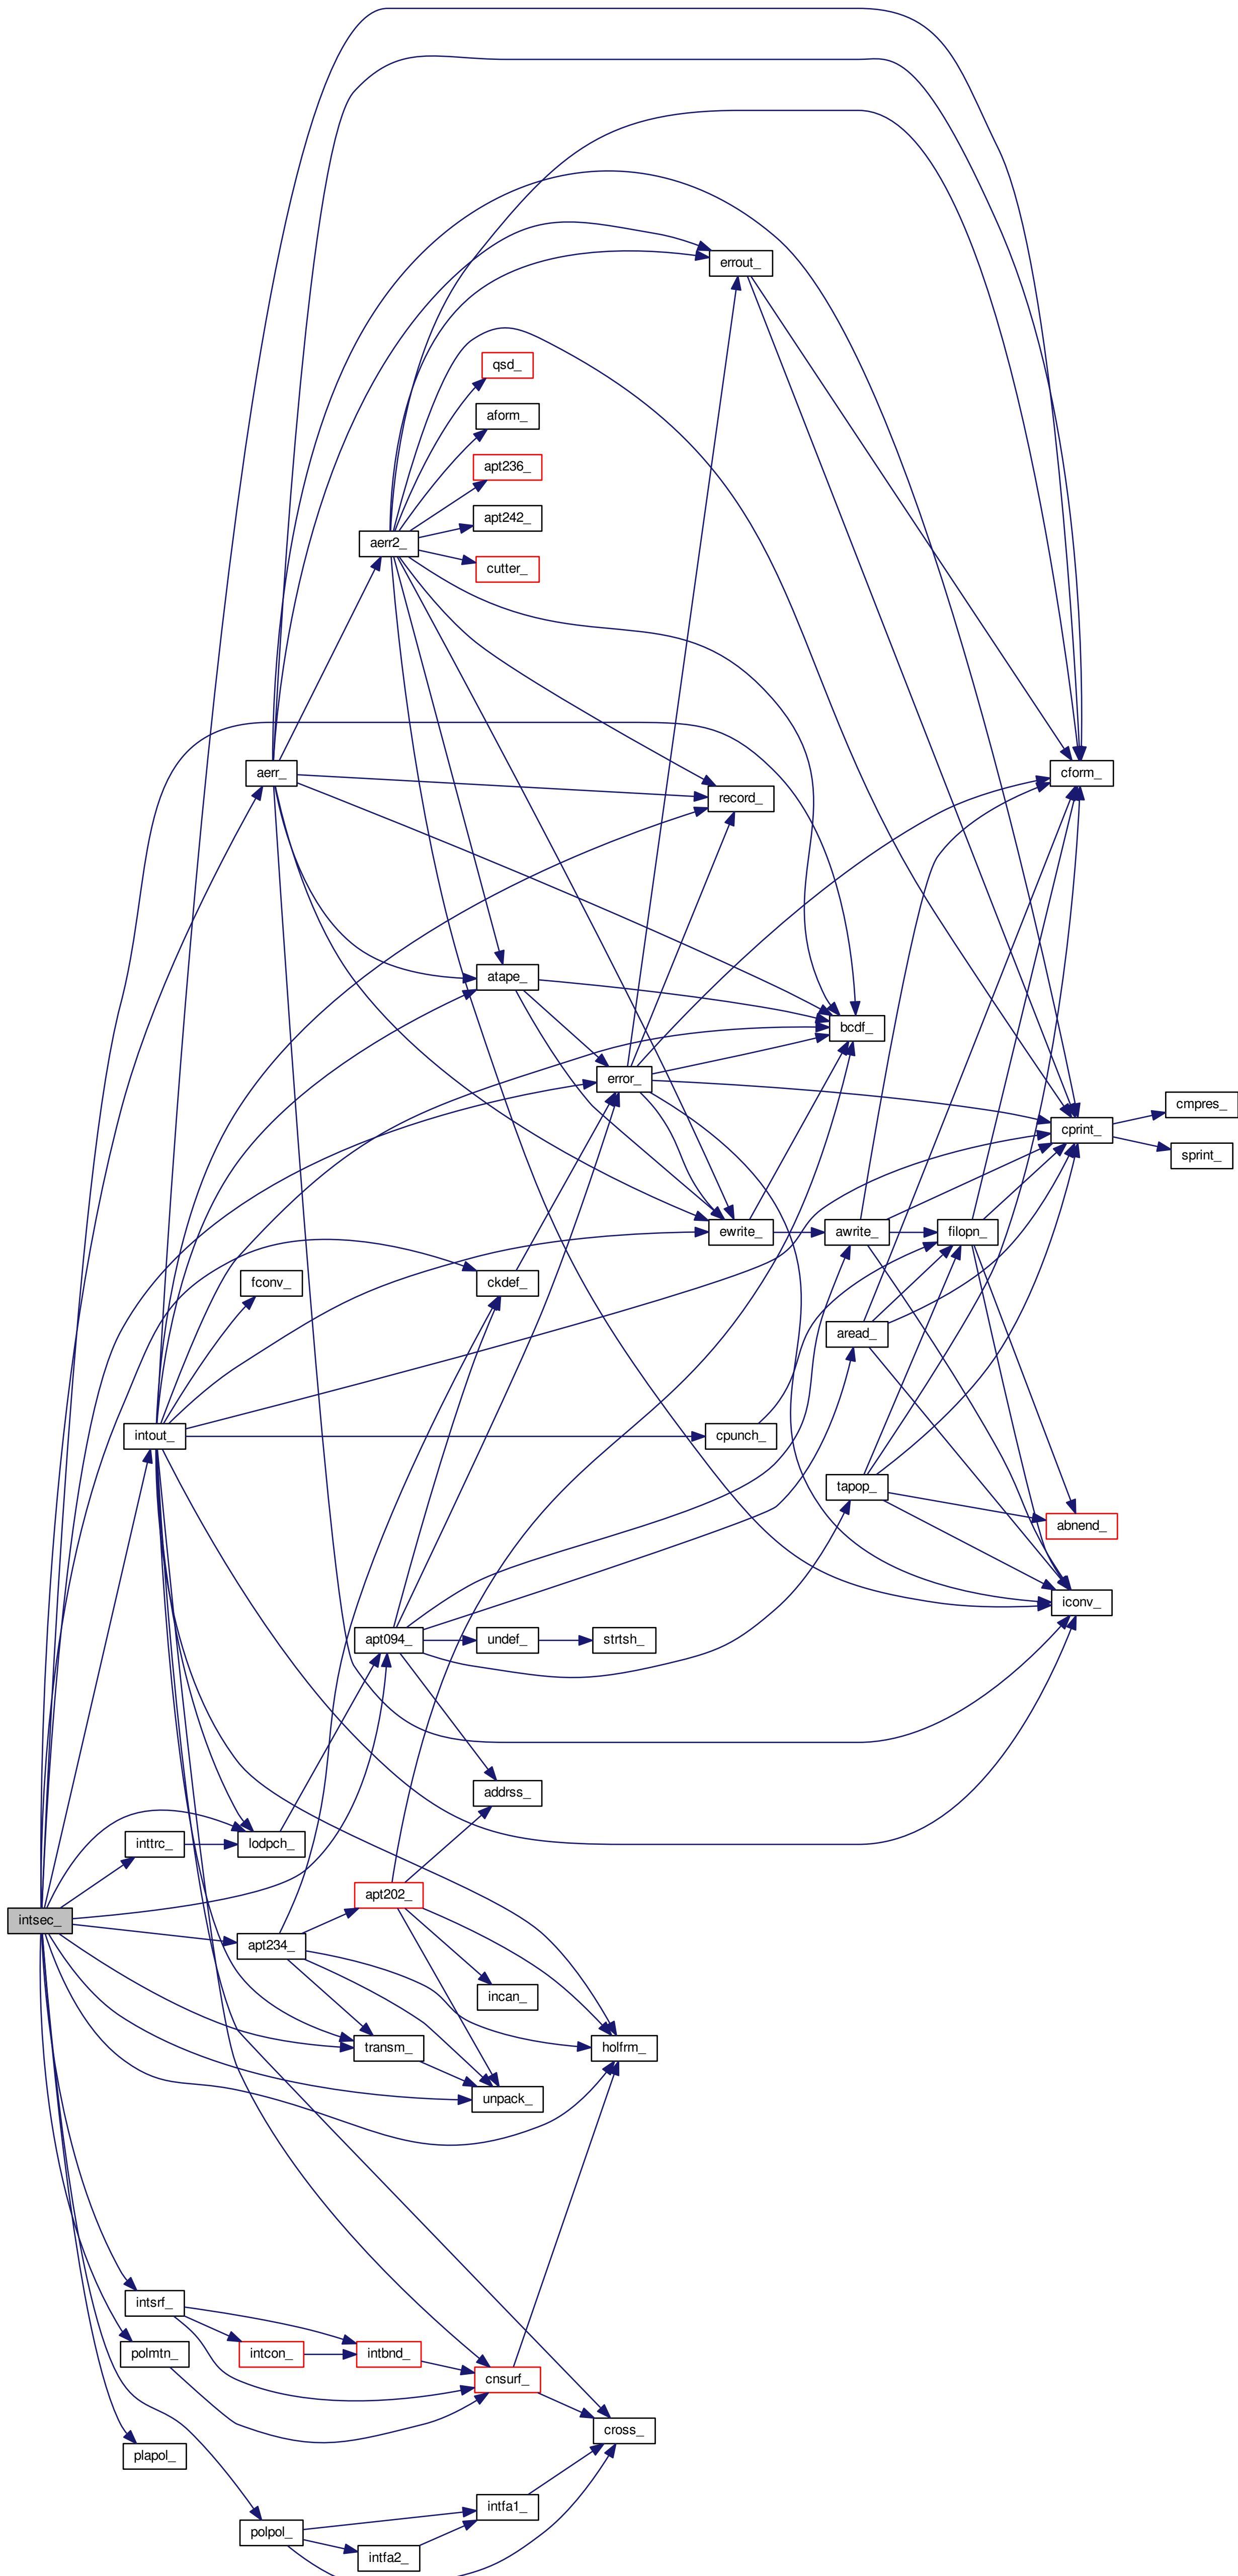 errout_
qsd_
aform_
apt236_
apt242_
aerr2_
cutter_
aerr_
cform_
record_
atape_
bcdf_
error_
cmpres_
cprint_
sprint_
ewrite_
awrite_
filopn_
fconv_
ckdef_
aread_
intout_
cpunch_
tapop_
abnend_
iconv_
apt094_
undef_
strtsh_
addrss_
inttrc_
lodpch_
apt202_
intsec_
apt234_
incan_
transm_
holfrm_
unpack_
intsrf_
polmtn_
intcon_
intbnd_
cnsurf_
cross_
plapol_
intfa1_
polpol_
intfa2_